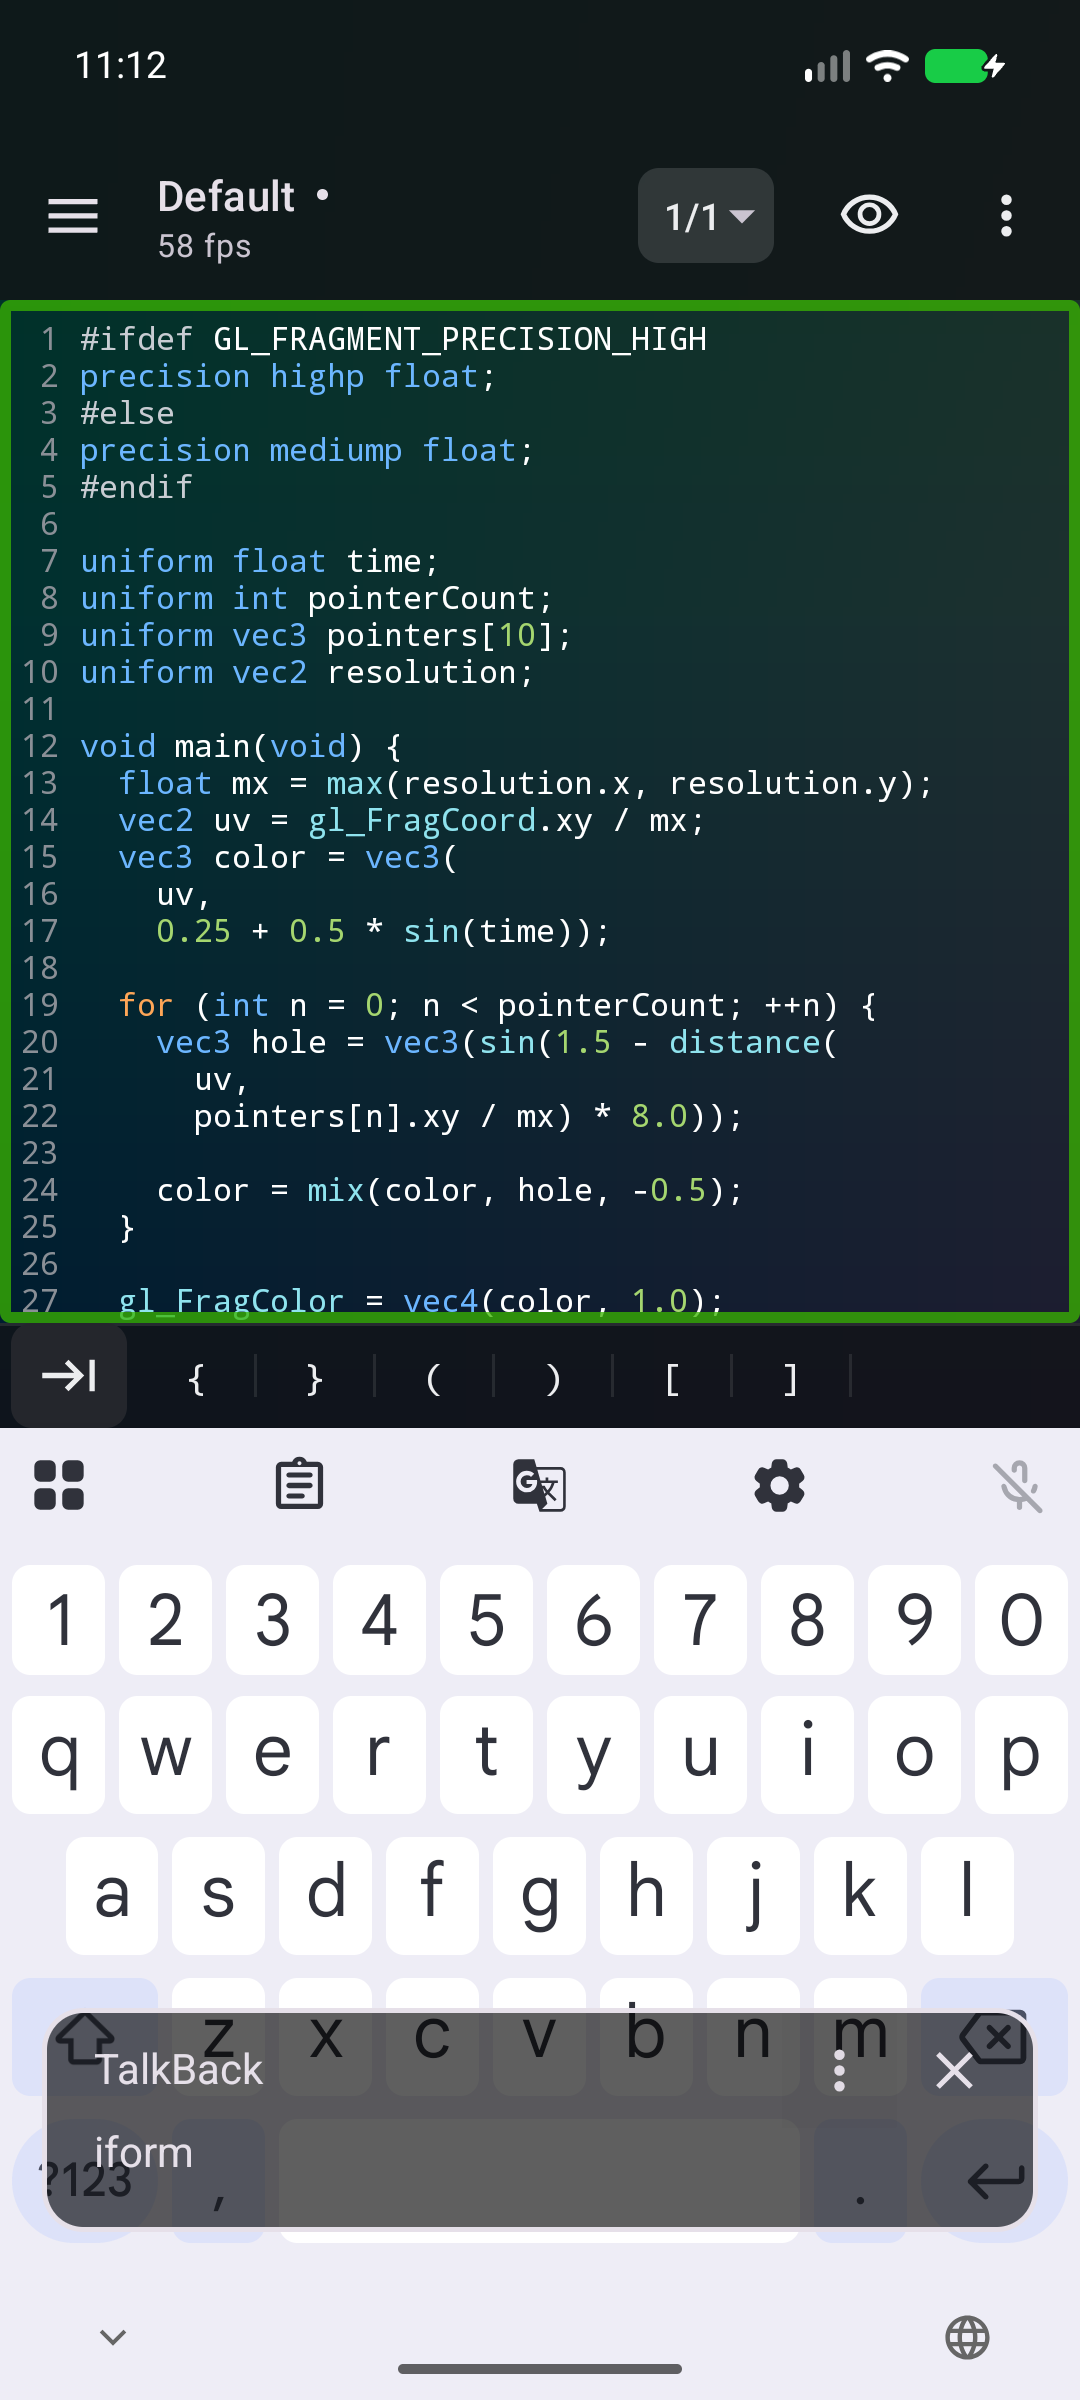 11:12
Default •
58 fps
1/1
1 #ifdef GL_FRAGMENT_PRECISION_HIGH
2 precision highp float;
3 #else
4 precision mediump float;
5 #endif
6
7 uniform float time;
8 uniform int pointerCount;
9 uniform vec3 pointers[10];
10 uniform vec2 resolution;
11
12 void main(void) {
13   float mx = max(resolution.x, resolution.y);
14   vec2 uv = gl_FragCoord.xy / mx;
15   vec3 color = vec3(
16     uv,
17     0.25 + 0.5 * sin(time));
18
19   for (int n = 0; n < pointerCount; ++n) {
20     vec3 hole = vec3(sin(1.5 - distance(
21       uv,
22       pointers[n].xy / mx) * 8.0));
23
24     color = mix(color, hole, -0.5);
25   }
26
27   gl_FragColor = vec4(color, 1.0);
{ } ( ) [ ]
1 2 3 4 5 6 7 8 9 0
q w e r t y u i o p
a s d f g h j k l
z x c v b n m
TalkBack
iform
?123 , .